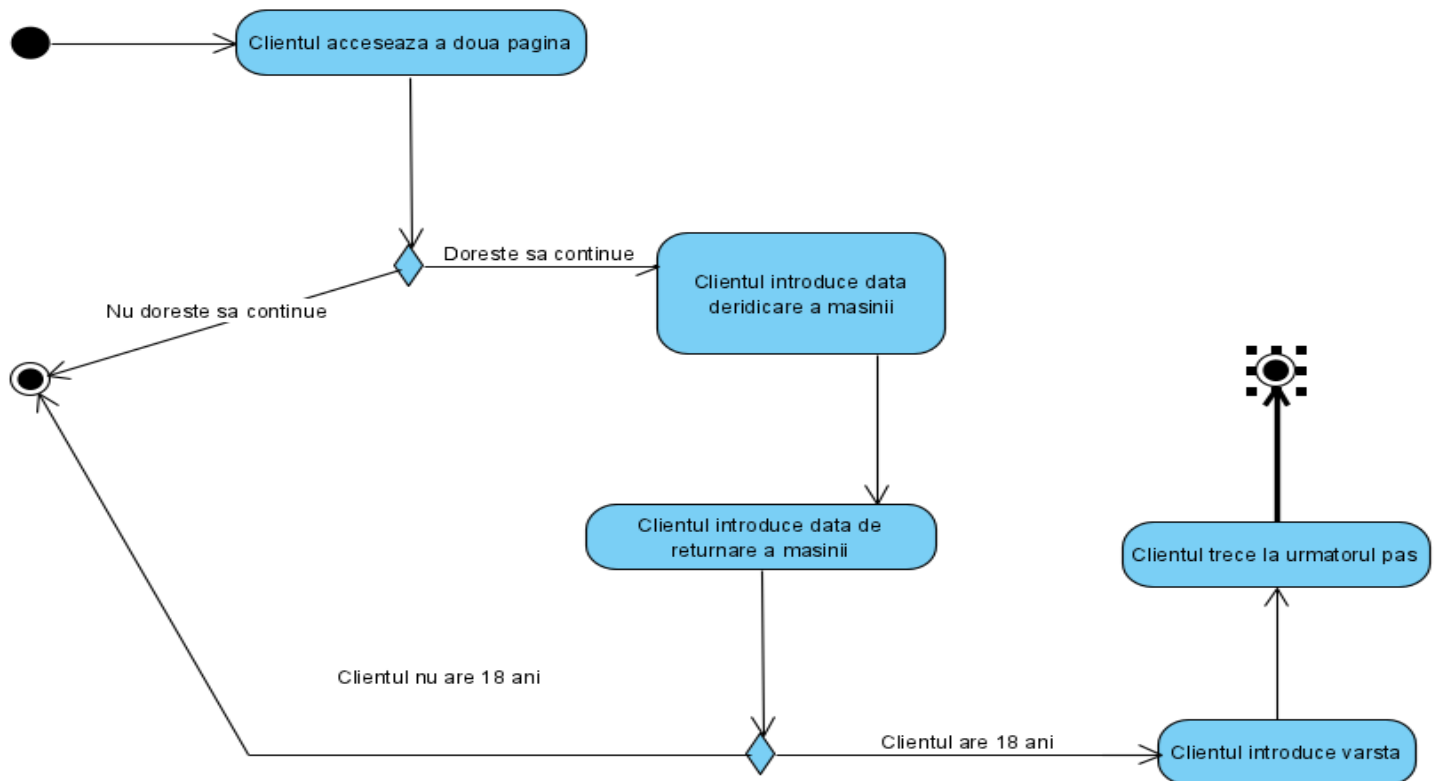 Clientul acceseaza a doua pagina
Doreste sa continue
Nu doreste sa continue
Clientul introduce data
deridicare a masinii
Clientul introduce data de
returnare a masinii
Clientul trece la urmatorul pas
Clientul nu are 18 ani
Clientul are 18 ani
Clientul introduce varsta